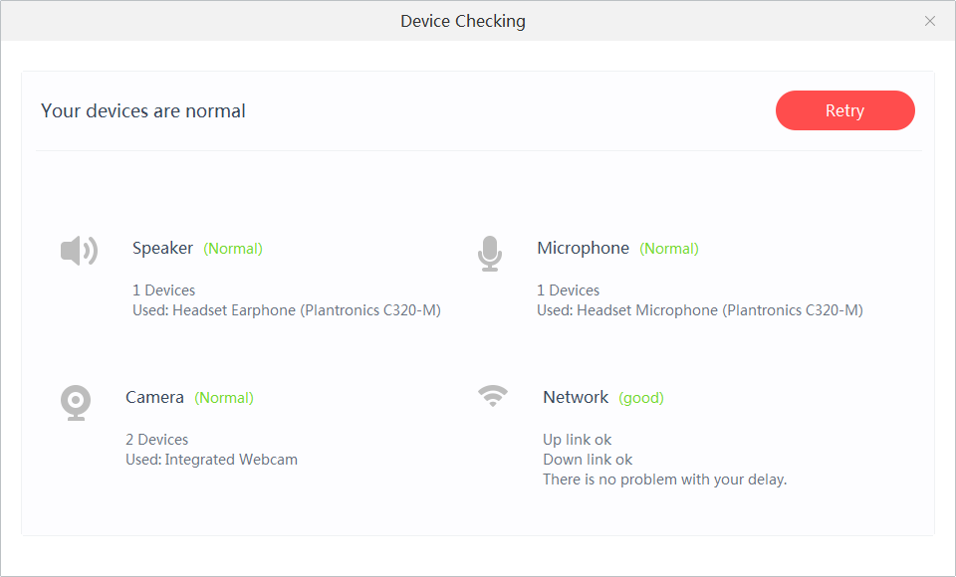 Device Checking
Your devices are normal
Retry
Speaker (Normal)
1 Devices
Used: Headset Earphone (Plantronics C320-M)
Microphone (Normal)
1 Devices
Used: Headset Microphone (Plantronics C320-M)
Camera (Normal)
2 Devices
Used: Integrated Webcam
Network (good)
Up link ok
Down link ok
There is no problem with your delay.